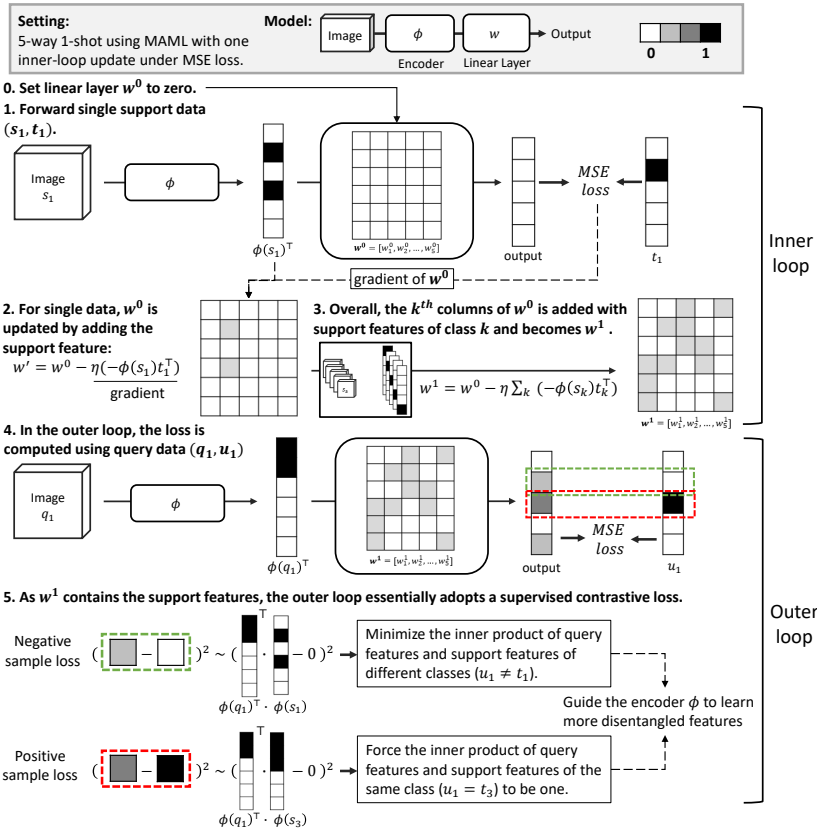 Setting:
5-way 1-shot using MAML with one
inner-loop update under MSE loss.
Model:
Image
ϕ
w
Output
Encoder
Linear Layer
0
1
0. Set linear layer w⁰ to zero.
1. Forward single support data
(s₁, t₁).
Image
s₁
ϕ
ϕ(s₁)ᵀ
w⁰ = [w₁⁰, w₂⁰, ..., w₅⁰]
output
MSE
loss
t₁
gradient of w⁰
Inner
loop
2. For single data, w⁰ is
updated by adding the
support feature:
w′ = w⁰ − η(−ϕ(s₁)t₁ᵀ)
gradient
3. Overall, the kᵗʰ columns of w⁰ is added with
support features of class k and becomes w¹ .
s₅
w¹ = w⁰ − η ∑ₖ (−ϕ(sₖ)tₖᵀ)
w¹ = [w₁¹, w₂¹, ..., w₅¹]
4. In the outer loop, the loss is
computed using query data (q₁, u₁)
Image
q₁
ϕ
ϕ(q₁)ᵀ
w¹ = [w₁¹, w₂¹, ..., w₅¹]
output
MSE
loss
u₁
5. As w¹ contains the support features, the outer loop essentially adopts a supervised contrastive loss.
Outer
loop
Negative
sample loss
( − )² ~ ( ᵀ · − 0 )²
ϕ(q₁)ᵀ · ϕ(s₁)
Minimize the inner product of query
features and support features of
different classes (u₁ ≠ t₁).
Guide the encoder ϕ to learn
more disentangled features
Positive
sample loss
( − )² ~ ( ᵀ · − 0 )²
ϕ(q₁)ᵀ · ϕ(s₃)
Force the inner product of query
features and support features of the
same class (u₁ = t₃) to be one.